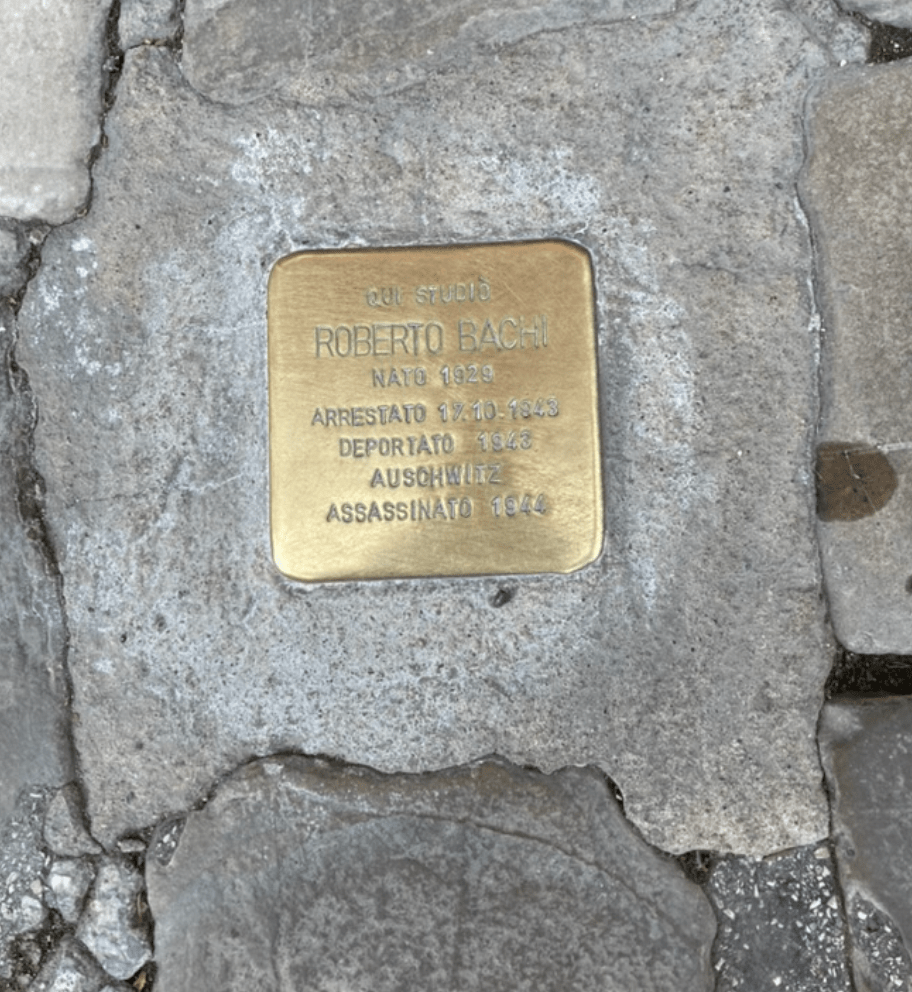 QUI STUDIÒ
ROBERTO BACHI
NATO 1929
ARRESTATO 17.10.1943
DEPORTATO 1943
AUSCHWITZ
ASSASSINATO 1944